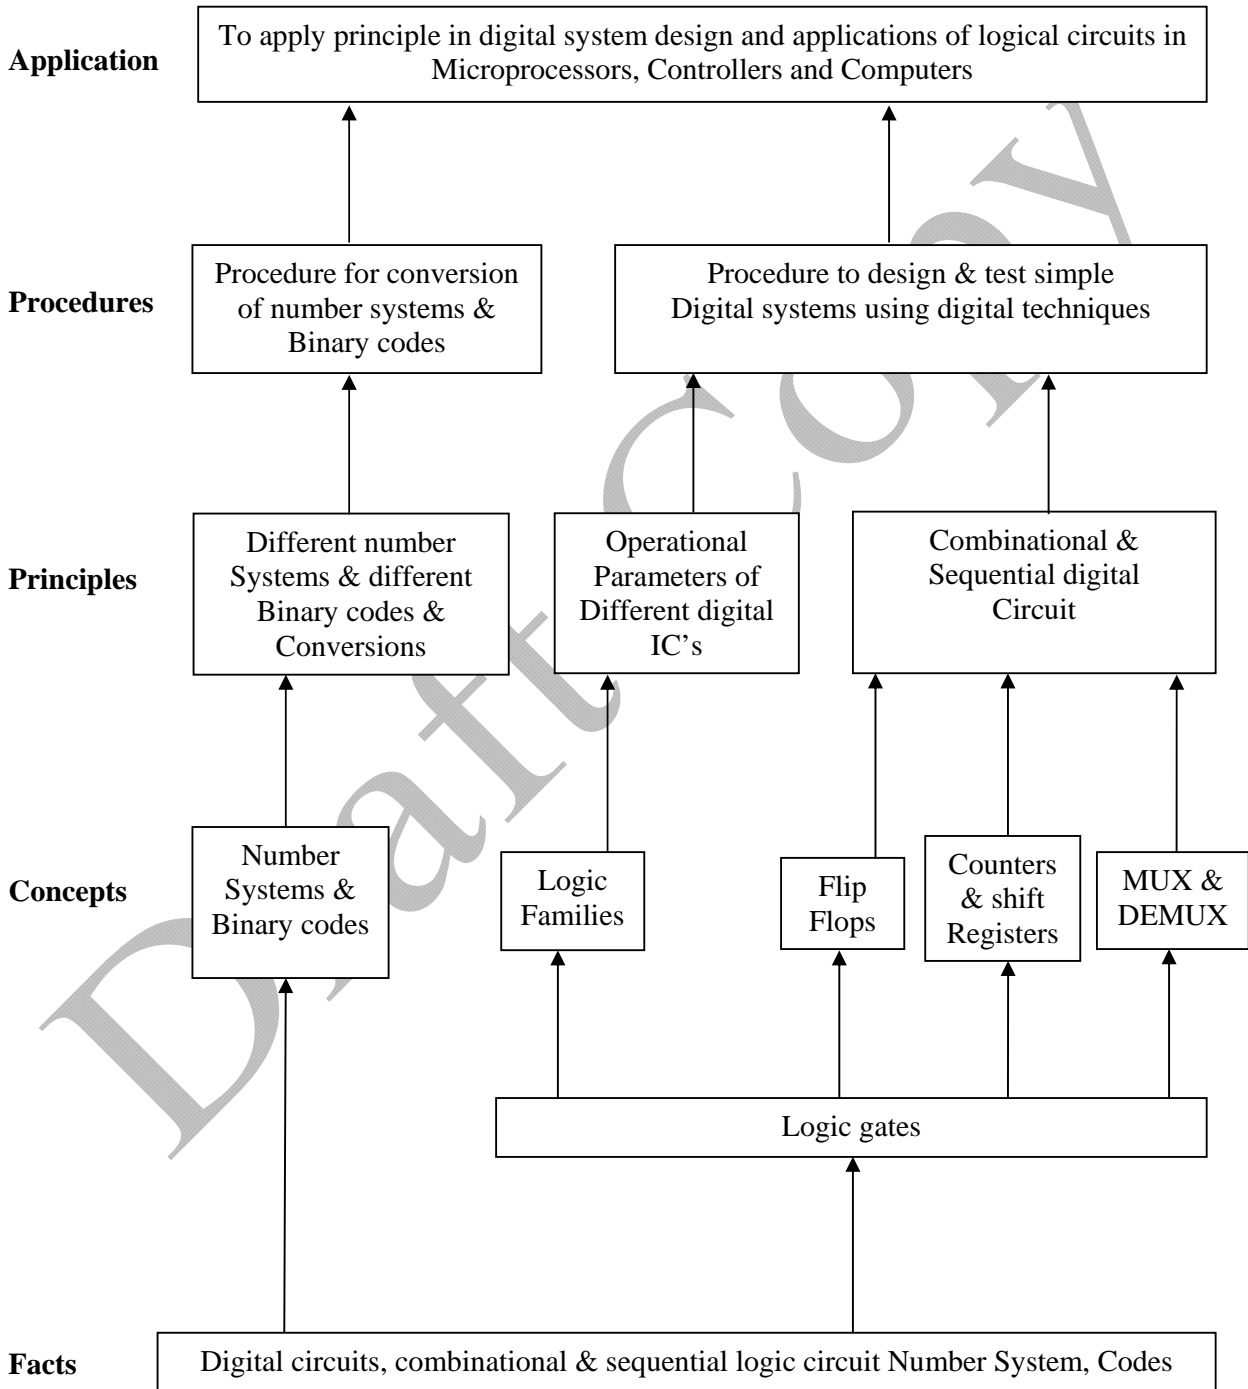 Application
To apply principle in digital system design and applications of logical circuits in
Microprocessors, Controllers and Computers
Procedures
Procedure for conversion
of number systems &
Binary codes
Procedure to design & test simple
Digital systems using digital techniques
Principles
Different number
Systems & different
Binary codes &
Conversions
Operational
Parameters of
Different digital
IC’s
Combinational &
Sequential digital
Circuit
Concepts
Number
Systems &
Binary codes
Logic
Families
Flip
Flops
Counters
& shift
Registers
MUX &
DEMUX
Logic gates
Facts
Digital circuits, combinational & sequential logic circuit Number System, Codes
Draft Copy